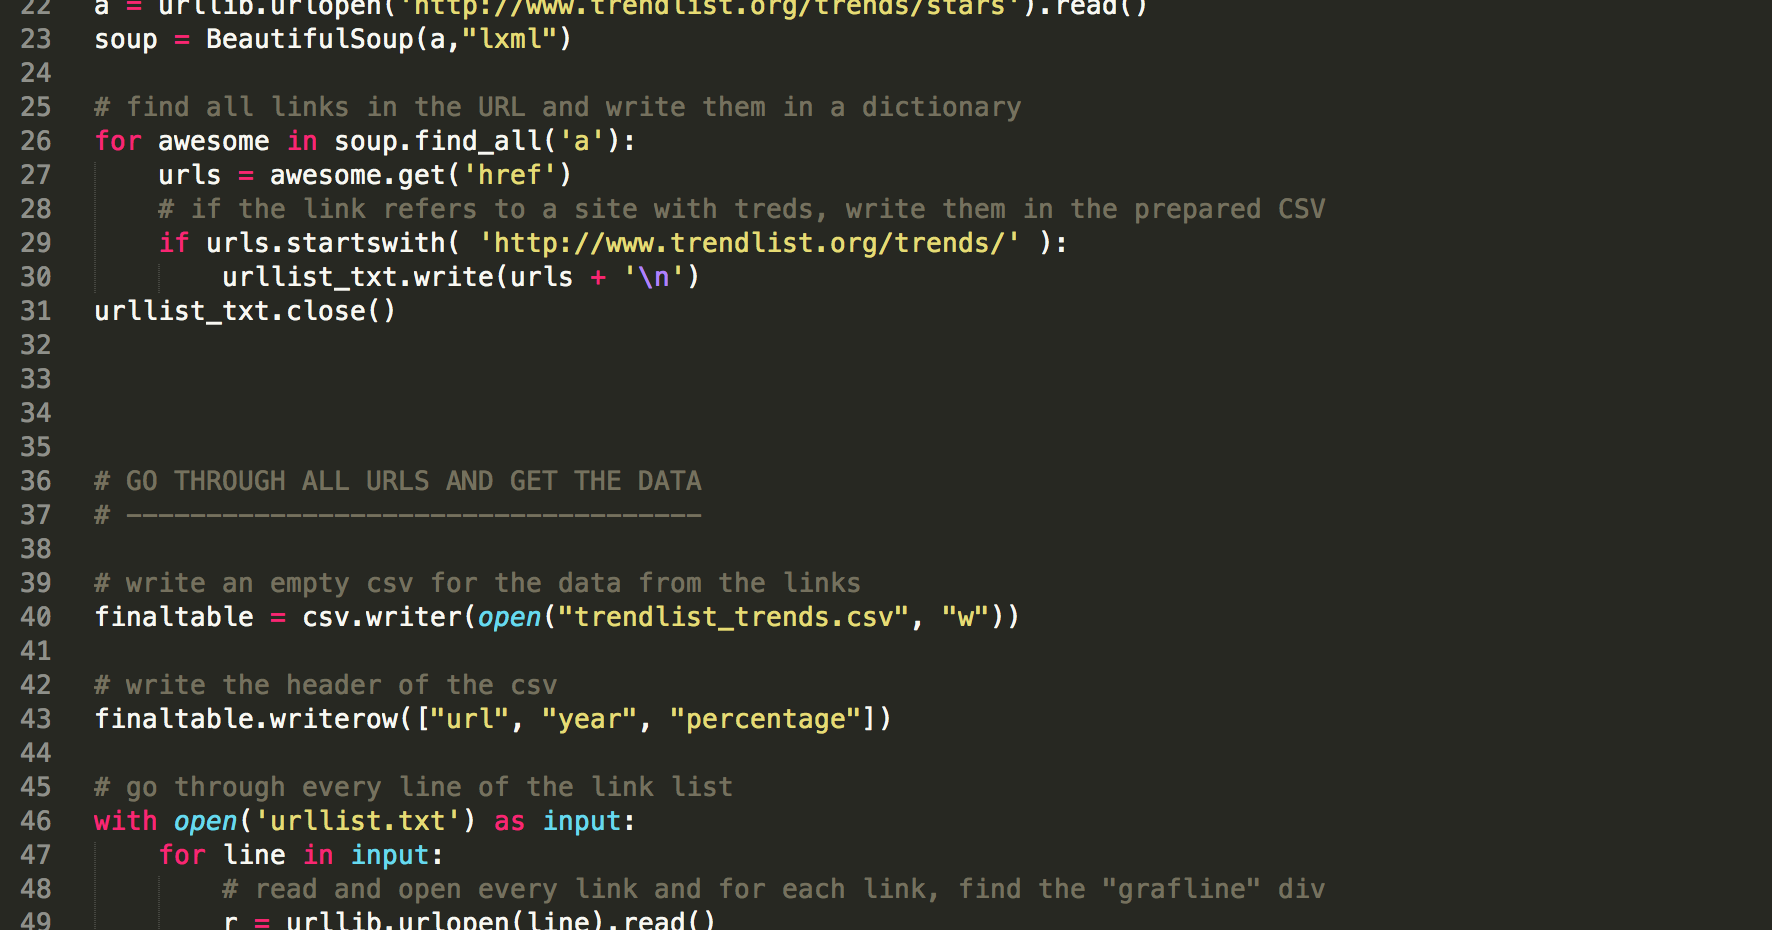 22 a = urllib.urlopen('http://www.trendlist.org/trends/stars').read()
23 soup = BeautifulSoup(a,"lxml")
24
25 # find all links in the URL and write them in a dictionary
26 for awesome in soup.find_all('a'):
27     urls = awesome.get('href')
28     # if the link refers to a site with treds, write them in the prepared CSV
29     if urls.startswith( 'http://www.trendlist.org/trends/' ):
30         urllist_txt.write(urls + '\n')
31 urllist_txt.close()
32
33
34
35
36 # GO THROUGH ALL URLS AND GET THE DATA
37 # ------------------------------------
38
39 # write an empty csv for the data from the links
40 finaltable = csv.writer(open("trendlist_trends.csv", "w"))
41
42 # write the header of the csv
43 finaltable.writerow(["url", "year", "percentage"])
44
45 # go through every line of the link list
46 with open('urllist.txt') as input:
47     for line in input:
48         # read and open every link and for each link, find the "grafline" div
49         r = urllib.urlopen(line).read()